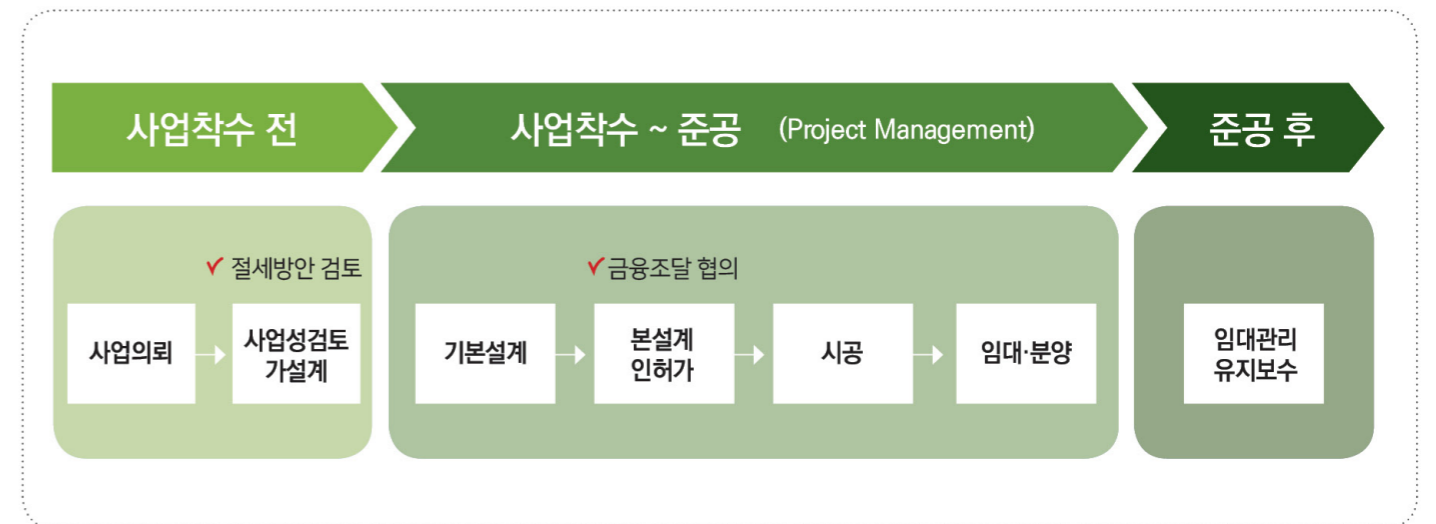 사업착수 전
사업착수 ~ 준공 (Project Management)
준공 후
✓ 절세방안 검토
사업의뢰
사업성검토
가설계
✓ 금융조달 협의
기본설계
본설계
인허가
시공
임대·분양
임대관리
유지보수